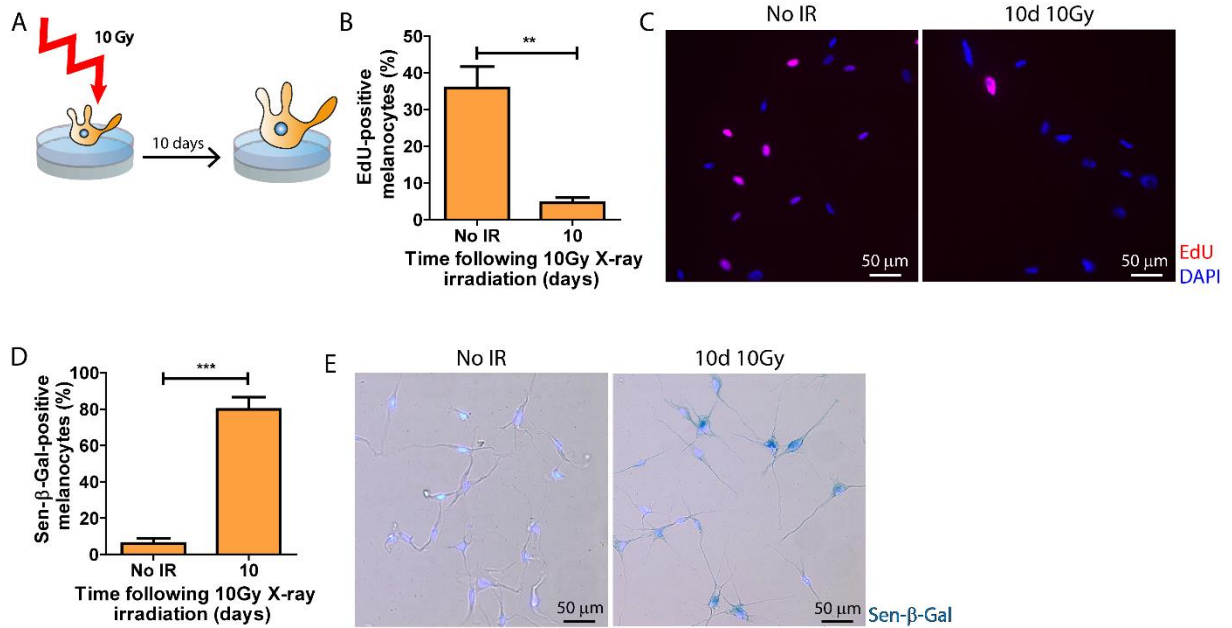 A
10 Gy
10 days
B
EdU-positive
melanocytes (%)
50
40
30
20
10
0
**
No IR
10
Time following 10Gy X-ray
irradiation (days)
C
No IR
10d 10Gy
50 μm
50 μm
EdU
DAPI
D
Sen-β-Gal-positive
melanocytes (%)
100
80
60
40
20
0
***
No IR
10
Time following 10Gy X-ray
irradiation (days)
E
No IR
10d 10Gy
50 μm
50 μm
Sen-β-Gal